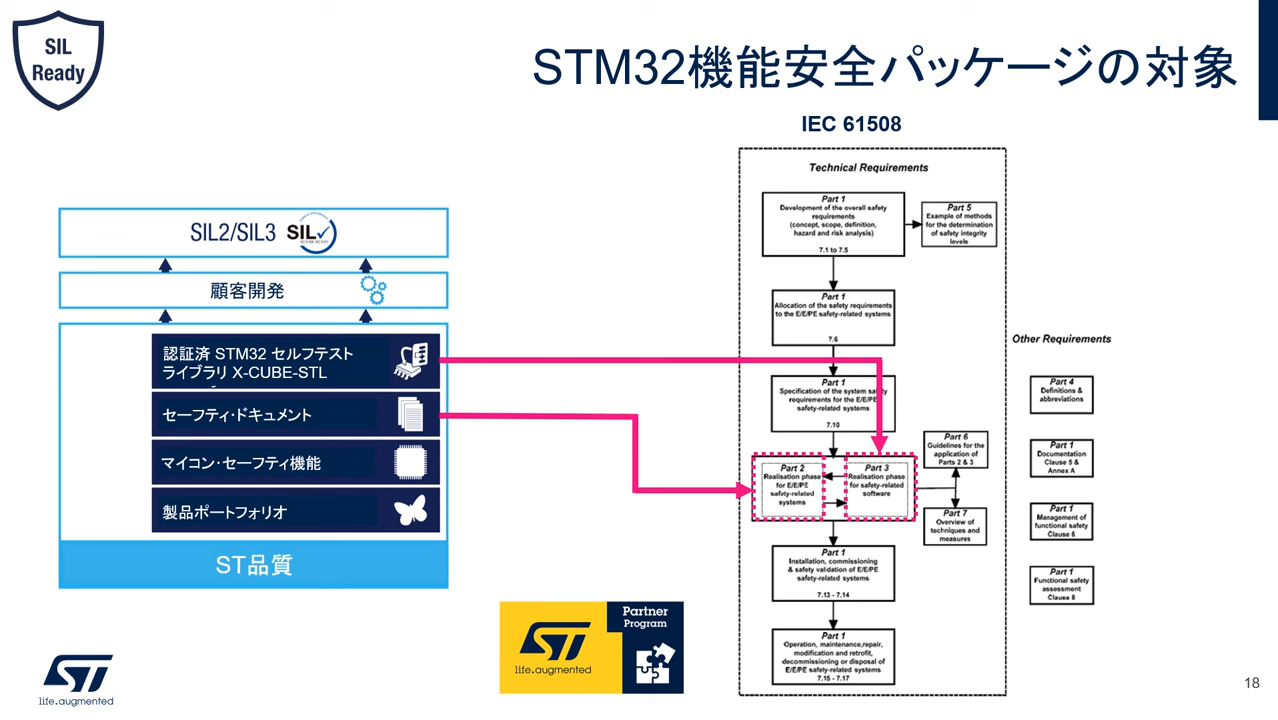 SIL
Ready
STM32機能安全パッケージの対象
IEC 61508
SIL2/SIL3 SIL
顧客開発
認証済 STM32 セルフテスト
ライブラリ X-CUBE-STL
セーフティ・ドキュメント
マイコン・セーフティ機能
製品ポートフォリオ
ST品質
Technical Requirements
Part 1
Development of the overall safety
requirements
(concept, scope, definition,
hazard and risk analysis)
7.1 to 7.5
Part 5
Example of methods
for the determination
of safety integrity
levels
Part 1
Allocation of the safety requirements
to the E/E/PE safety-related systems
7.6
Part 1
Specification of the system safety
requirements for the E/E/PE
safety-related systems
7.10
Part 6
Guidelines for the
application of
Parts 2 & 3
Part 2
Realisation phase
for E/E/PE
safety-related
systems
Part 3
Realisation phase
for safety-related
software
Part 7
Overview of
techniques and
measures
Part 1
Installation, commissioning
& safety validation of E/E/PE
safety-related systems
7.13 - 7.14
Part 1
Operation, maintenance,repair,
modification and retrofit,
decommissioning or disposal of
E/E/PE safety-related systems
7.15 - 7.17
Other Requirements
Part 4
Definitions &
abbreviations
Part 1
Documentation
Clause 5 &
Annex A
Part 1
Management of
functional safety
Clause 6
Part 1
Functional safety
assessment
Clause 8
ST
life.augmented
Partner
Program
ST
life.augmented
18